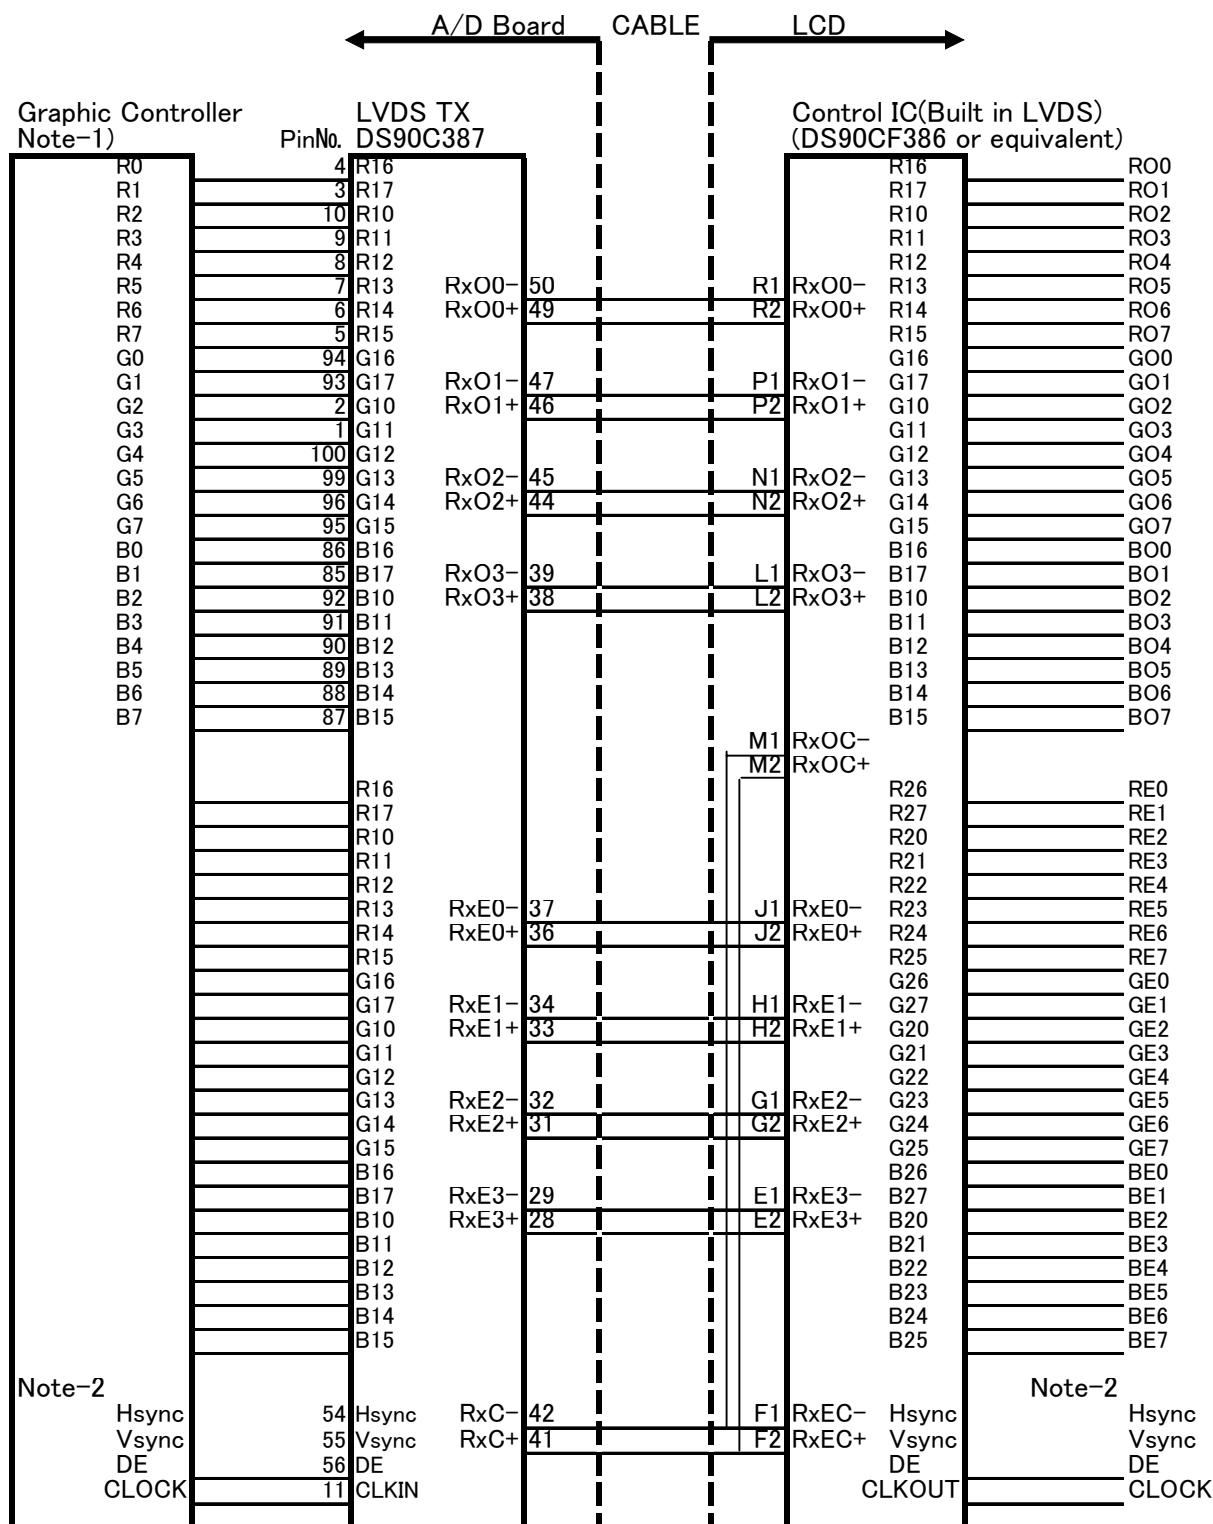 A/D Board CABLE LCD
Graphic Controller LVDS TX Control IC(Built in LVDS)
Note-1) PinNo. DS90C387 (DS90CF386 or equivalent)
R0 4 R16 R16 RO0
R1 3 R17 R17 RO1
R2 10 R10 R10 RO2
R3 9 R11 R11 RO3
R4 8 R12 R12 RO4
R5 7 R13 RxO0- 50 R1 RxO0- R13 RO5
R6 6 R14 RxO0+ 49 R2 RxO0+ R14 RO6
R7 5 R15 R15 RO7
G0 94 G16 G16 GO0
G1 93 G17 RxO1- 47 P1 RxO1- G17 GO1
G2 2 G10 RxO1+ 46 P2 RxO1+ G10 GO2
G3 1 G11 G11 GO3
G4 100 G12 G12 GO4
G5 99 G13 RxO2- 45 N1 RxO2- G13 GO5
G6 96 G14 RxO2+ 44 N2 RxO2+ G14 GO6
G7 95 G15 G15 GO7
B0 86 B16 B16 BO0
B1 85 B17 RxO3- 39 L1 RxO3- B17 BO1
B2 92 B10 RxO3+ 38 L2 RxO3+ B10 BO2
B3 91 B11 B11 BO3
B4 90 B12 B12 BO4
B5 89 B13 B13 BO5
B6 88 B14 B14 BO6
B7 87 B15 B15 BO7
M1 RxOC-
M2 RxOC+
R16 R26 RE0
R17 R27 RE1
R10 R20 RE2
R11 R21 RE3
R12 R22 RE4
R13 RxE0- 37 J1 RxE0- R23 RE5
R14 RxE0+ 36 J2 RxE0+ R24 RE6
R15 R25 RE7
G16 G26 GE0
G17 RxE1- 34 H1 RxE1- G27 GE1
G10 RxE1+ 33 H2 RxE1+ G20 GE2
G11 G21 GE3
G12 G22 GE4
G13 RxE2- 32 G1 RxE2- G23 GE5
G14 RxE2+ 31 G2 RxE2+ G24 GE6
G15 G25 GE7
B16 B26 BE0
B17 RxE3- 29 E1 RxE3- B27 BE1
B10 RxE3+ 28 E2 RxE3+ B20 BE2
B11 B21 BE3
B12 B22 BE4
B13 B23 BE5
B14 B24 BE6
B15 B25 BE7
Note-2 Note-2
Hsync 54 Hsync RxC- 42 F1 RxEC- Hsync Hsync
Vsync 55 Vsync RxC+ 41 F2 RxEC+ Vsync Vsync
DE 56 DE DE DE
CLOCK 11 CLKIN CLKOUT CLOCK